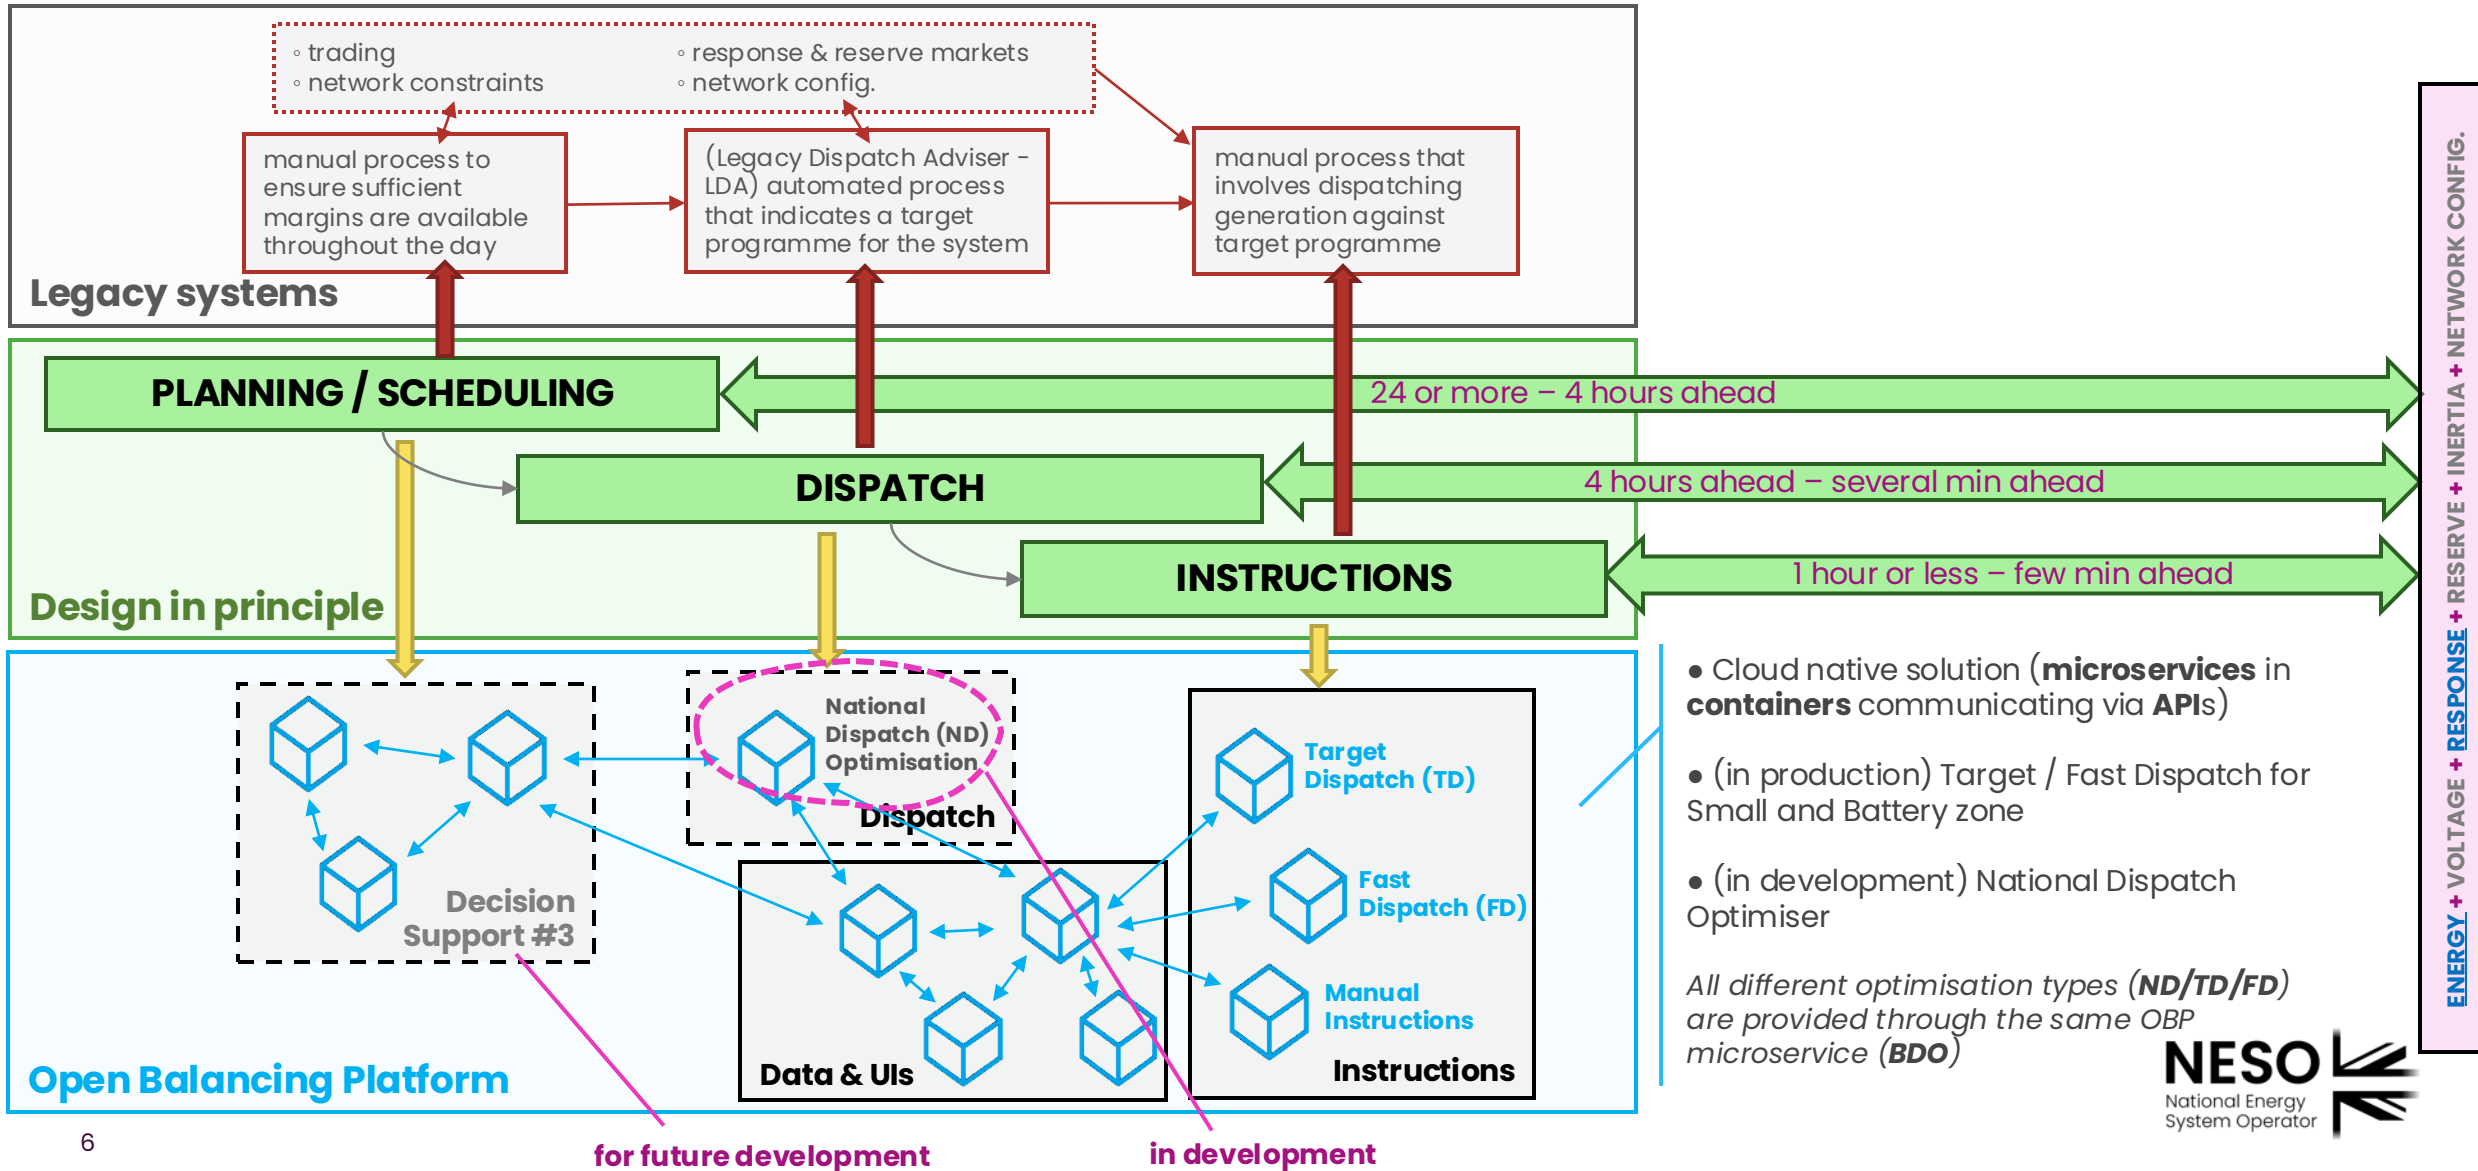 ◦ trading
◦ network constraints
◦ response & reserve markets
◦ network config.
manual process to
ensure sufficient
margins are available
throughout the day
(Legacy Dispatch Adviser -
LDA) automated process
that indicates a target
programme for the system
manual process that
involves dispatching
generation against
target programme
Legacy systems
PLANNING / SCHEDULING
24 or more – 4 hours ahead
DISPATCH
4 hours ahead – several min ahead
INSTRUCTIONS
1 hour or less – few min ahead
Design in principle
ENERGY + VOLTAGE + RESPONSE + RESERVE + INERTIA + NETWORK CONFIG.
National
Dispatch (ND)
Optimisation
Dispatch
Decision
Support #3
Target
Dispatch (TD)
Fast
Dispatch (FD)
Manual
Instructions
Instructions
Data & UIs
Open Balancing Platform
● Cloud native solution (microservices in
containers communicating via APIs)
● (in production) Target / Fast Dispatch for
Small and Battery zone
● (in development) National Dispatch
Optimiser
All different optimisation types (ND/TD/FD)
are provided through the same OBP
microservice (BDO)
NESO
National Energy
System Operator
6
for future development
in development